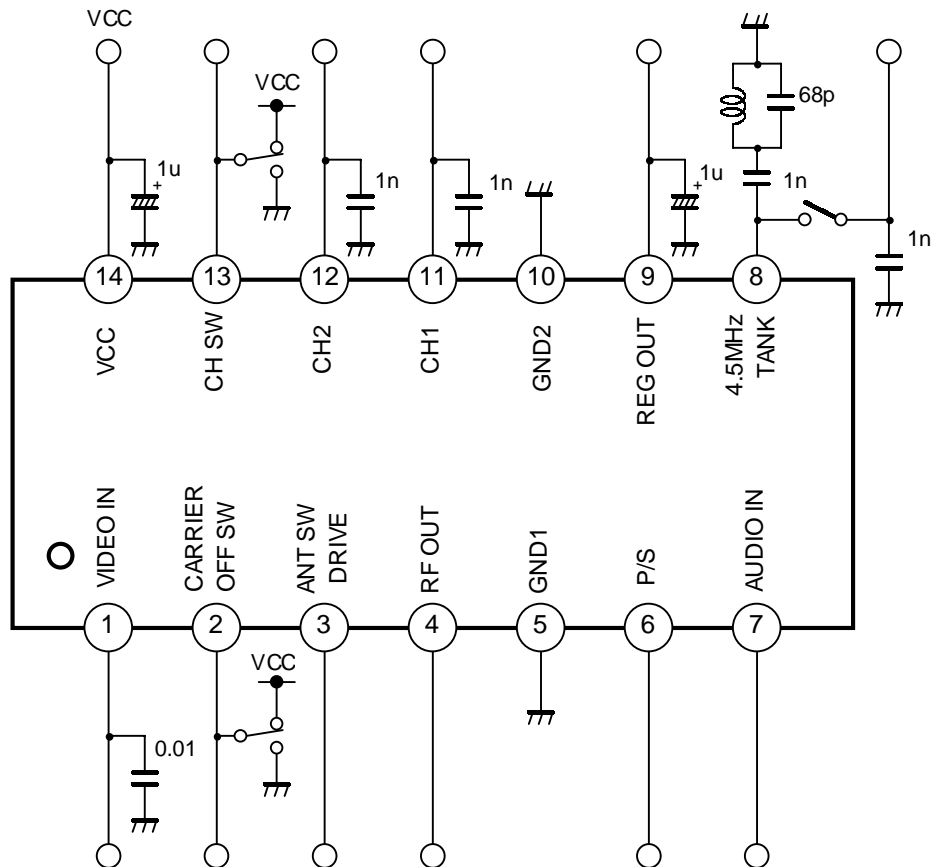 VCC
VCC
68p
1u
1n
1n
1u
1n
1n
14
13
12
11
10
9
8
VCC
CH SW
CH2
CH1
GND2
REG OUT
4.5MHz
TANK
VIDEO IN
CARRIER
OFF SW
ANT SW
DRIVE
RF OUT
GND1
P/S
AUDIO IN
1
2
3
4
5
6
7
VCC
0.01